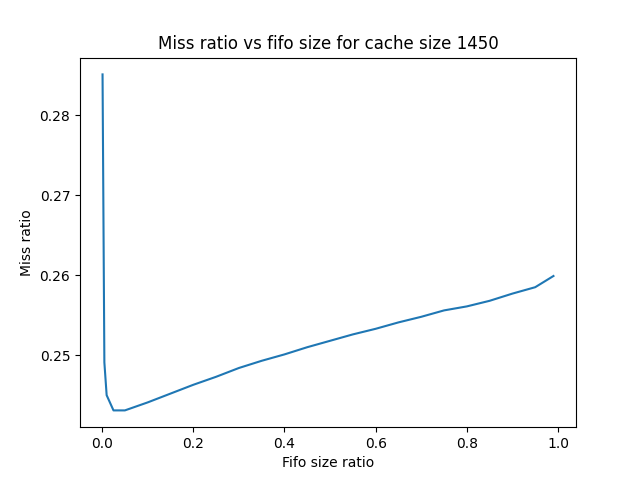 Miss ratio vs fifo size for cache size 1450
0.28
0.27
0.26
0.25
Miss ratio
0.0 0.2 0.4 0.6 0.8 1.0
Fifo size ratio